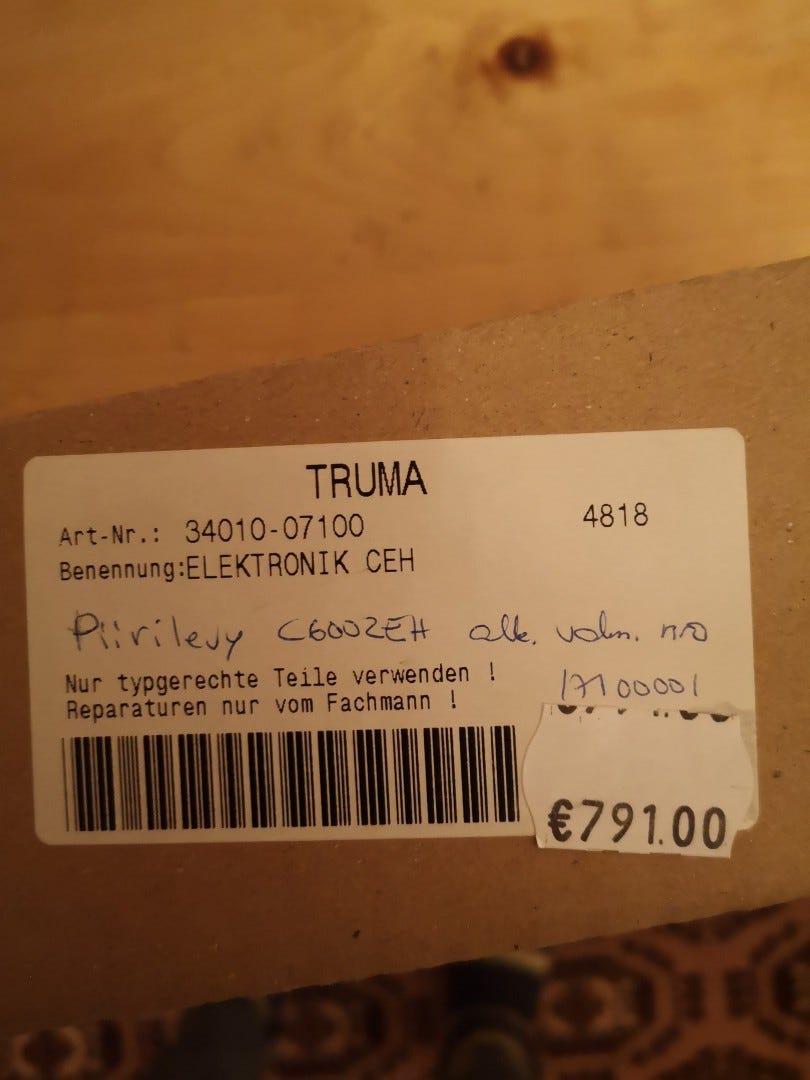 TRUMA
Art-Nr.: 34010-07100 4818
Benennung:ELEKTRONIK CEH
Piirilevy C6002EH alk. valm. nro
17100001
Nur typgerechte Teile verwenden !
Reparaturen nur vom Fachmann !
€791.00